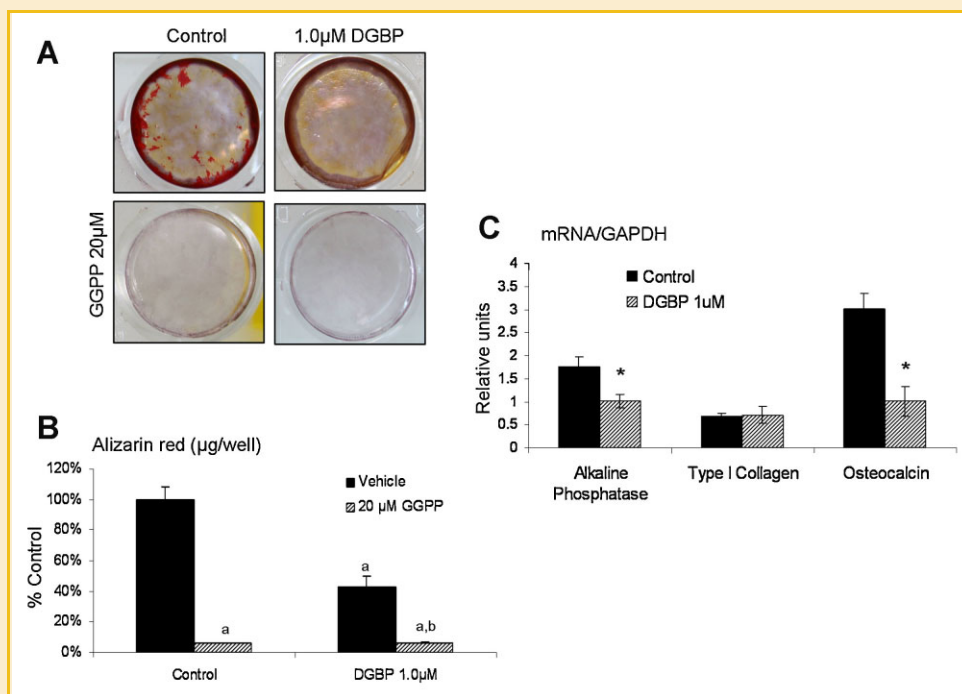 A
Control
1.0µM DGBP
GGPP 20µM
B
Alizarin red (µg/well)
120%
100%
80%
60%
40%
20%
0%
% Control
Vehicle
20 µM GGPP
a
a
a,b
Control
DGBP 1.0µM
C
mRNA/GAPDH
4
3.5
3
2.5
2
1.5
1
0.5
0
Relative units
Control
DGBP 1uM
*
*
Alkaline
Phosphatase
Type I Collagen
Osteocalcin